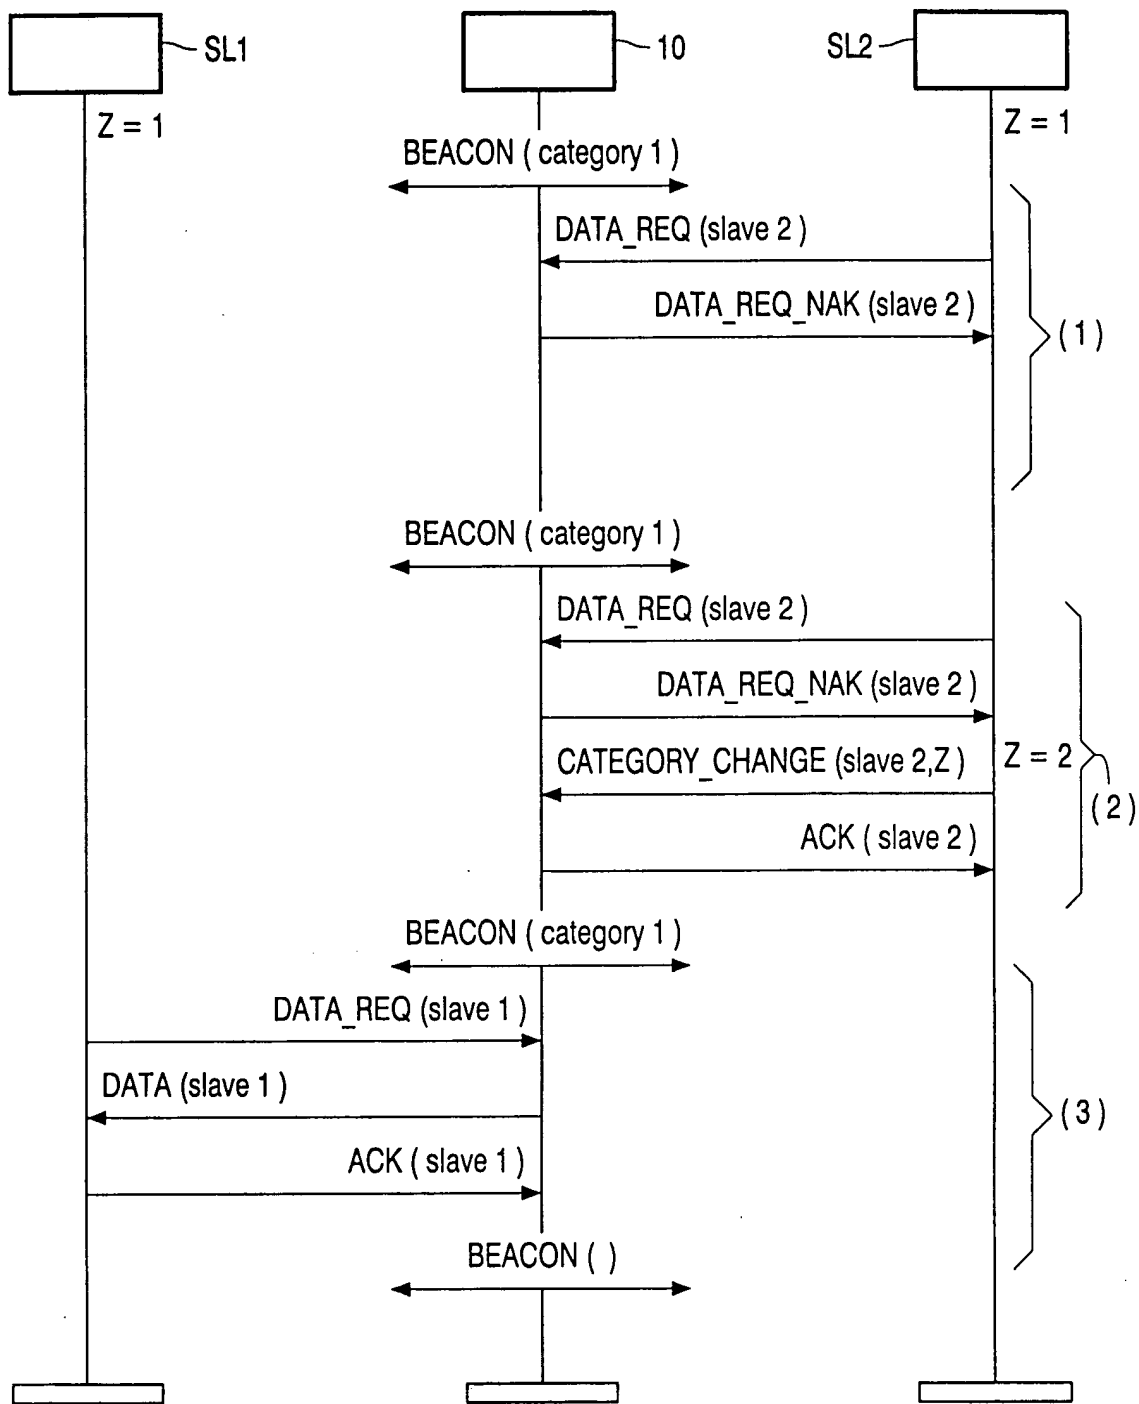 SL1
10
SL2
Z = 1
Z = 1
BEACON ( category 1 )
DATA_REQ (slave 2 )
DATA_REQ_NAK (slave 2 )
( 1 )
BEACON ( category 1 )
DATA_REQ (slave 2 )
DATA_REQ_NAK (slave 2 )
CATEGORY_CHANGE (slave 2,Z )
Z = 2
( 2 )
ACK ( slave 2 )
BEACON ( category 1 )
DATA_REQ (slave 1 )
DATA (slave 1 )
( 3 )
ACK ( slave 1 )
BEACON ( )